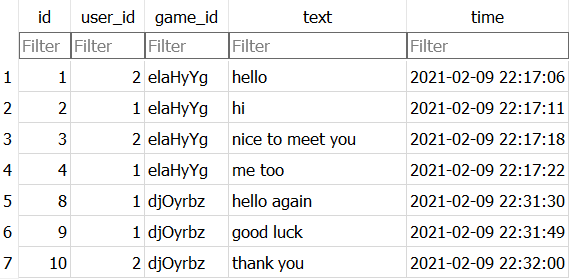 id user_id game_id text time
Filter Filter Filter Filter Filter
1 1 2 elaHyYg hello 2021-02-09 22:17:06
2 2 1 elaHyYg hi 2021-02-09 22:17:11
3 3 2 elaHyYg nice to meet you 2021-02-09 22:17:18
4 4 1 elaHyYg me too 2021-02-09 22:17:22
5 8 1 djOyrbz hello again 2021-02-09 22:31:30
6 9 1 djOyrbz good luck 2021-02-09 22:31:49
7 10 2 djOyrbz thank you 2021-02-09 22:32:00